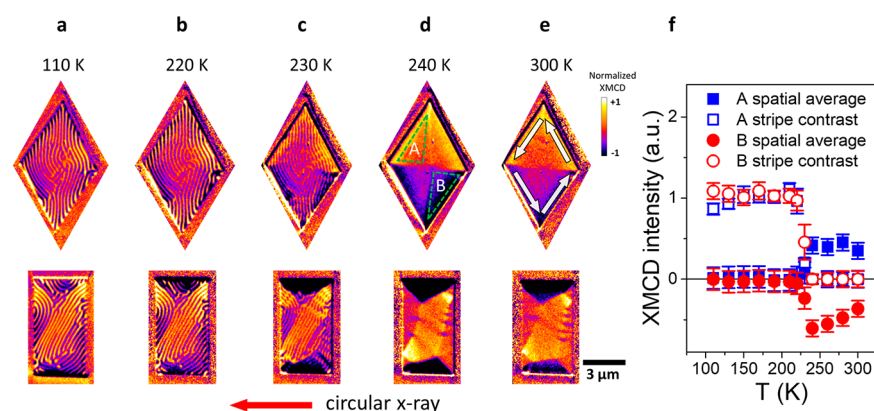 a b c d e f
110 K 220 K 230 K 240 K 300 K
Normalized
XMCD
+1
-1
A
B
3 μm
circular x-ray
A spatial average
A stripe contrast
B spatial average
B stripe contrast
XMCD intensity (a.u.)
2
1
0
100 150 200 250 300
T (K)